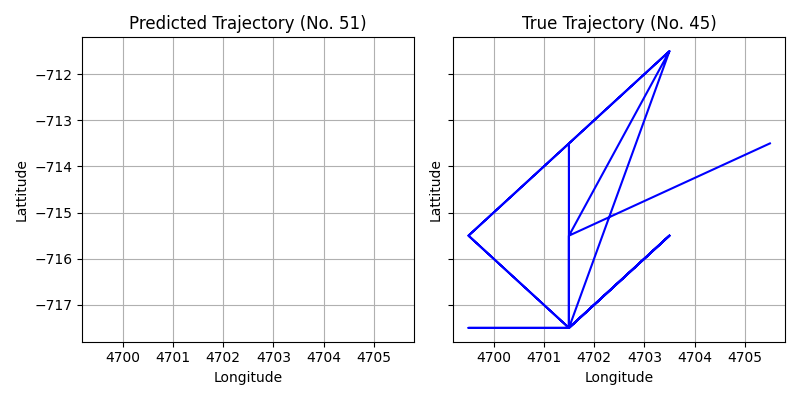 Predicted Trajectory (No. 51)
True Trajectory (No. 45)
Lattitude
−712
−713
−714
−715
−716
−717
4700 4701 4702 4703 4704 4705
Longitude
Lattitude
4700 4701 4702 4703 4704 4705
Longitude